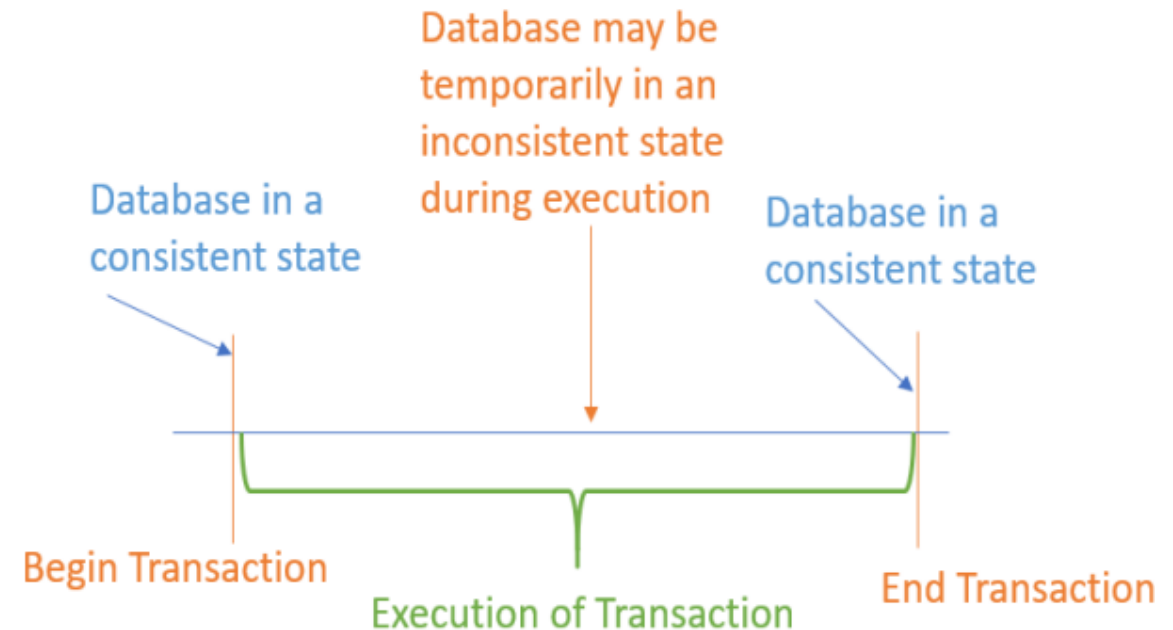 Database may be
temporarily in an
inconsistent state
during execution
Database in a
consistent state
Database in a
consistent state
Begin Transaction
Execution of Transaction
End Transaction